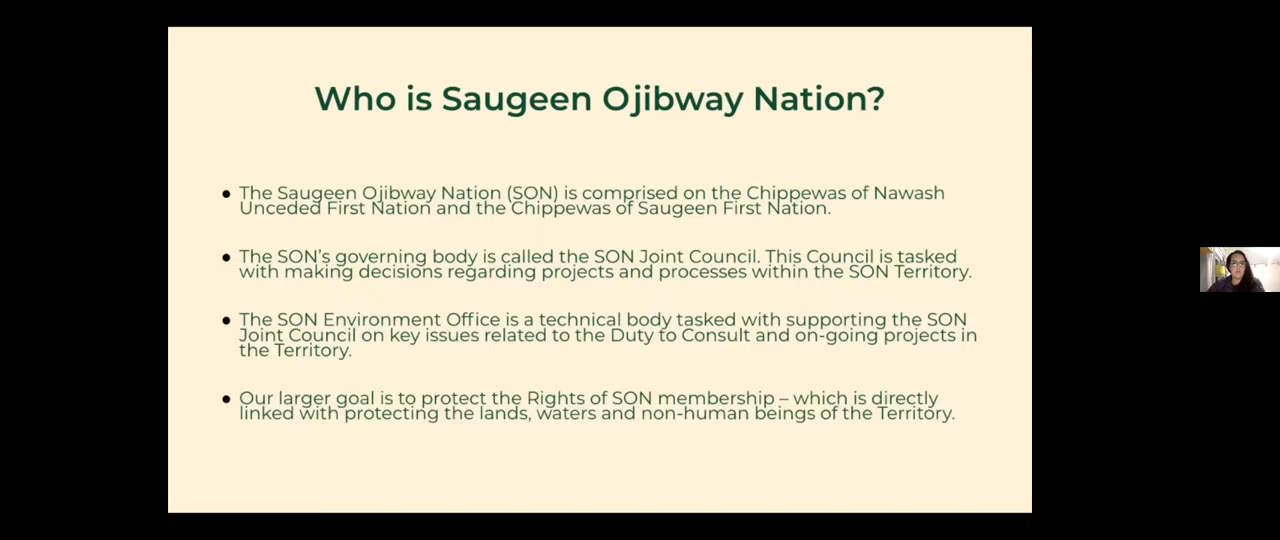 Who is Saugeen Ojibway Nation?
● The Saugeen Ojibway Nation (SON) is comprised on the Chippewas of Nawash
Unceded First Nation and the Chippewas of Saugeen First Nation.
● The SON’s governing body is called the SON Joint Council. This Council is tasked
with making decisions regarding projects and processes within the SON Territory.
● The SON Environment Office is a technical body tasked with supporting the SON
Joint Council on key issues related to the Duty to Consult and on-going projects in
the Territory.
● Our larger goal is to protect the Rights of SON membership – which is directly
linked with protecting the lands, waters and non-human beings of the Territory.